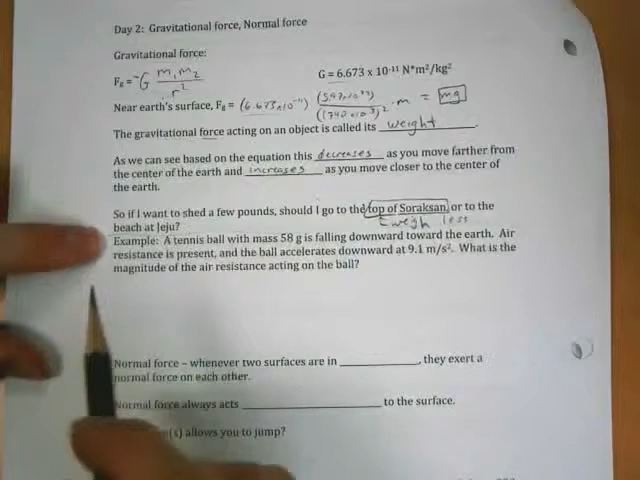 Day 2: Gravitational force, Normal force
Gravitational force:
Fg = -G m₁m₂ / r²
G = 6.673 x 10⁻¹¹ N*m²/kg²
Near earth's surface, Fg = (6.673x10⁻¹¹) · m = mg
The gravitational force acting on an object is called its weight.
As we can see based on the equation this decreases as you move farther from
the center of the earth and increases as you move closer to the center of
the earth.
So if I want to shed a few pounds, should I go to the top of Soraksan, or to the
beach at Jeju?
weigh less
Example: A tennis ball with mass 58 g is falling downward toward the earth. Air
resistance is present, and the ball accelerates downward at 9.1 m/s². What is the
magnitude of the air resistance acting on the ball?
Normal force – whenever two surfaces are in ____________, they exert a
normal force on each other.
Normal force always acts ____________________ to the surface.
allows you to jump?